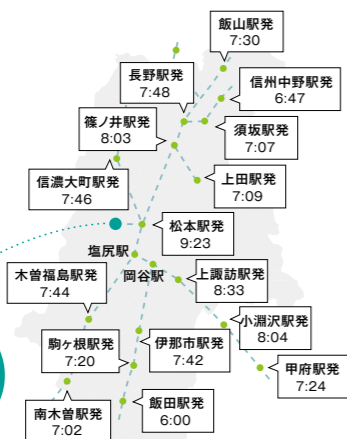 飯山駅発
7:30
長野駅発
7:48
信州中野駅発
6:47
篠ノ井駅発
8:03
須坂駅発
7:07
信濃大町駅発
7:46
上田駅発
7:09
松本駅発
9:23
塩尻駅
岡谷駅
上諏訪駅発
8:33
木曽福島駅発
7:44
小淵沢駅発
8:04
駒ヶ根駅発
7:20
伊那市駅発
7:42
甲府駅発
7:24
南木曽駅発
7:02
飯田駅発
6:00